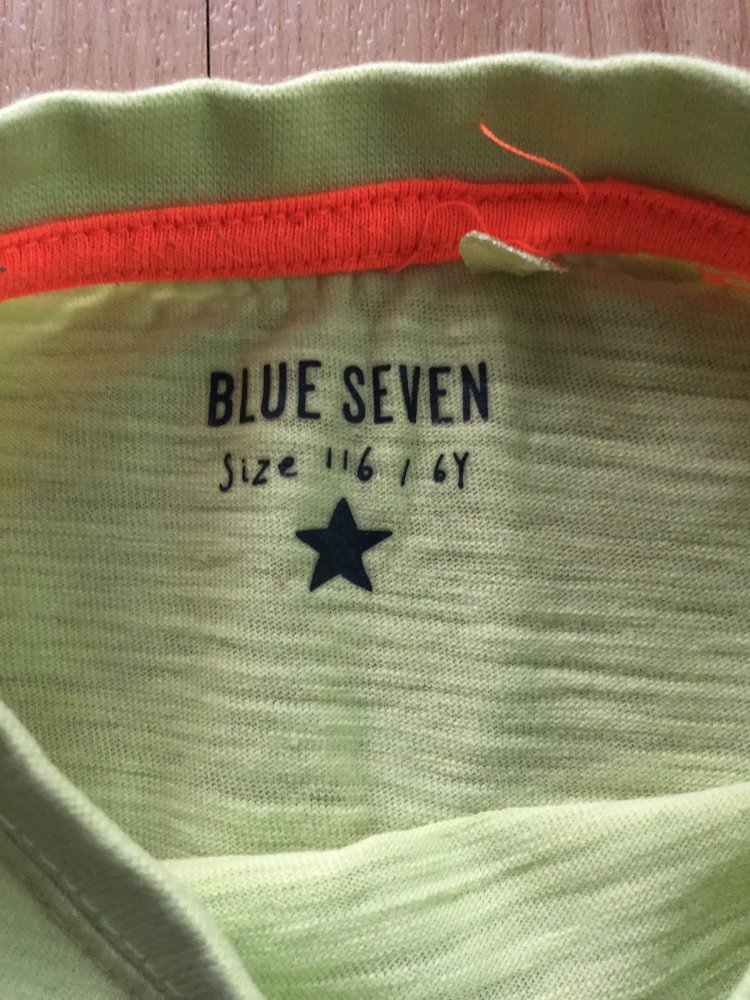 BLUE SEVEN
Size 116 / 6Y